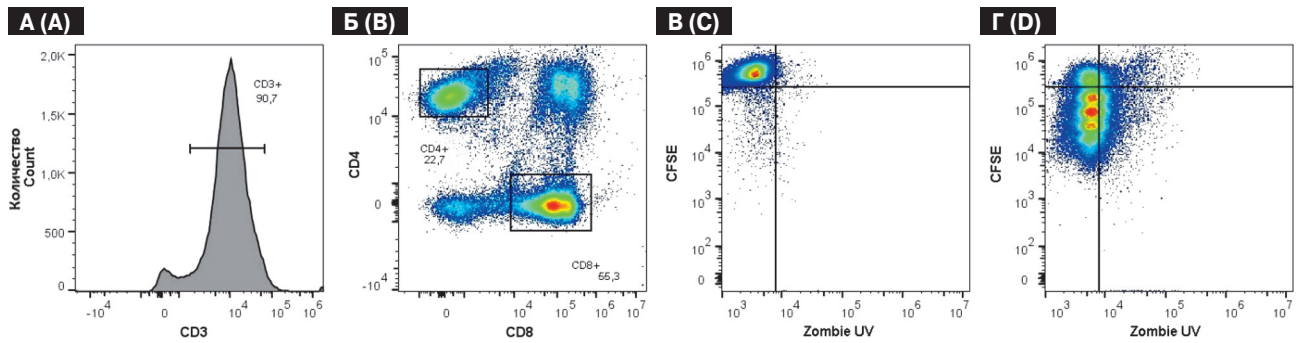 А (A)
Количество
Count
2,0K
1,5K
1,0K
500
0
CD3+
90,7
-10^4
0
10^4
10^5
10^6
CD3
Б (B)
CD4
10^5
10^4
0
-10^4
CD4+
22,7
CD8+
55,3
0
10^4
10^5
10^6
10^7
CD8
В (C)
CFSE
10^6
10^5
10^4
10^3
10^2
0
10^3
10^4
10^5
10^6
10^7
Zombie UV
Г (D)
CFSE
10^6
10^5
10^4
10^3
10^2
0
10^3
10^4
10^5
10^6
10^7
Zombie UV